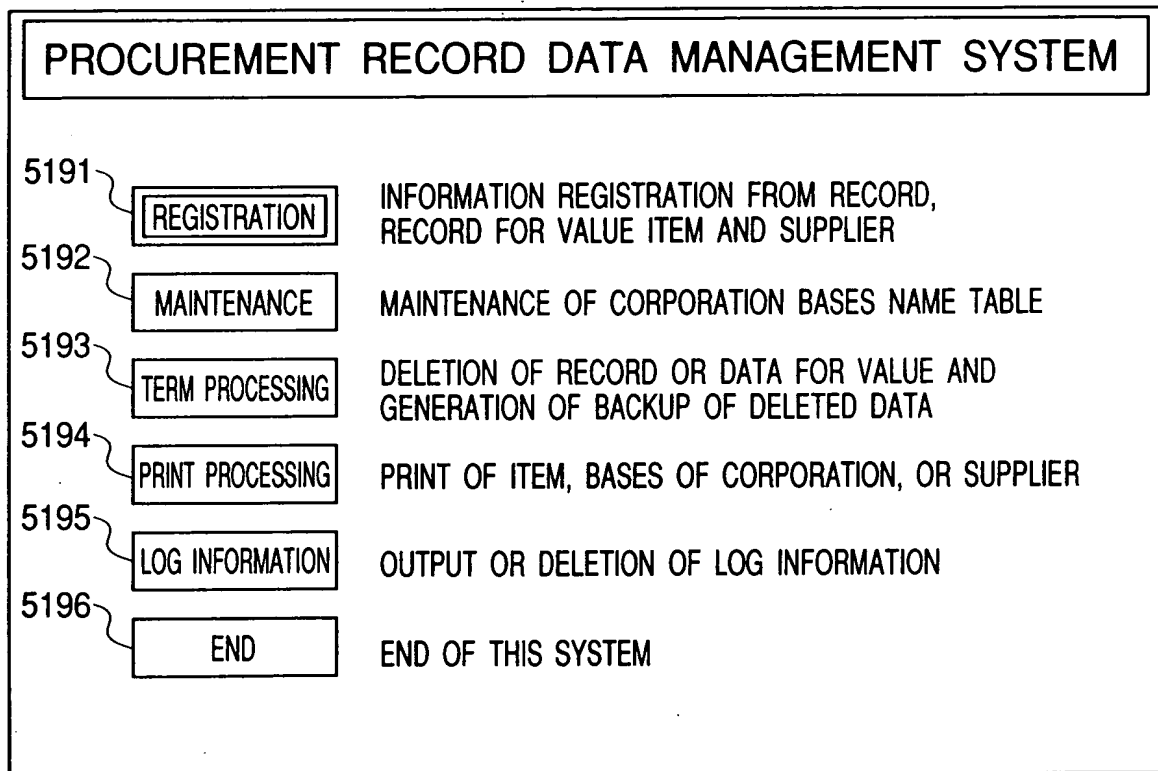 PROCUREMENT RECORD DATA MANAGEMENT SYSTEM
5191
REGISTRATION
INFORMATION REGISTRATION FROM RECORD,
RECORD FOR VALUE ITEM AND SUPPLIER
5192
MAINTENANCE
MAINTENANCE OF CORPORATION BASES NAME TABLE
5193
TERM PROCESSING
DELETION OF RECORD OR DATA FOR VALUE AND
GENERATION OF BACKUP OF DELETED DATA
5194
PRINT PROCESSING
PRINT OF ITEM, BASES OF CORPORATION, OR SUPPLIER
5195
LOG INFORMATION
OUTPUT OR DELETION OF LOG INFORMATION
5196
END
END OF THIS SYSTEM